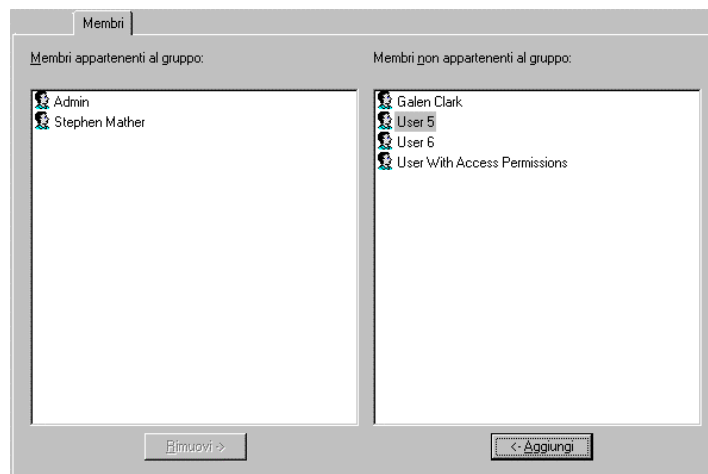 Membri
Membri appartenenti al gruppo:
Admin
Stephen Mather
Membri non appartenenti al gruppo:
Galen Clark
User 5
User 6
User With Access Permissions
Rimuovi ->
<- Aggiungi